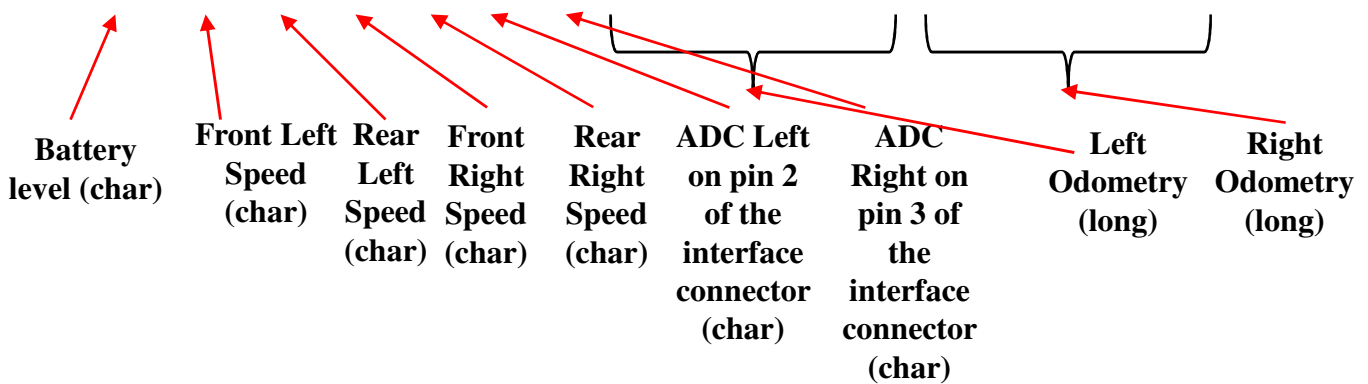 Battery
level (char)
Front Left
Speed
(char)
Rear
Left
Speed
(char)
Front
Right
Speed
(char)
Rear
Right
Speed
(char)
ADC Left
on pin 2
of the
interface
connector
(char)
ADC
Right on
pin 3 of
the
interface
connector
(char)
Left
Odometry
(long)
Right
Odometry
(long)